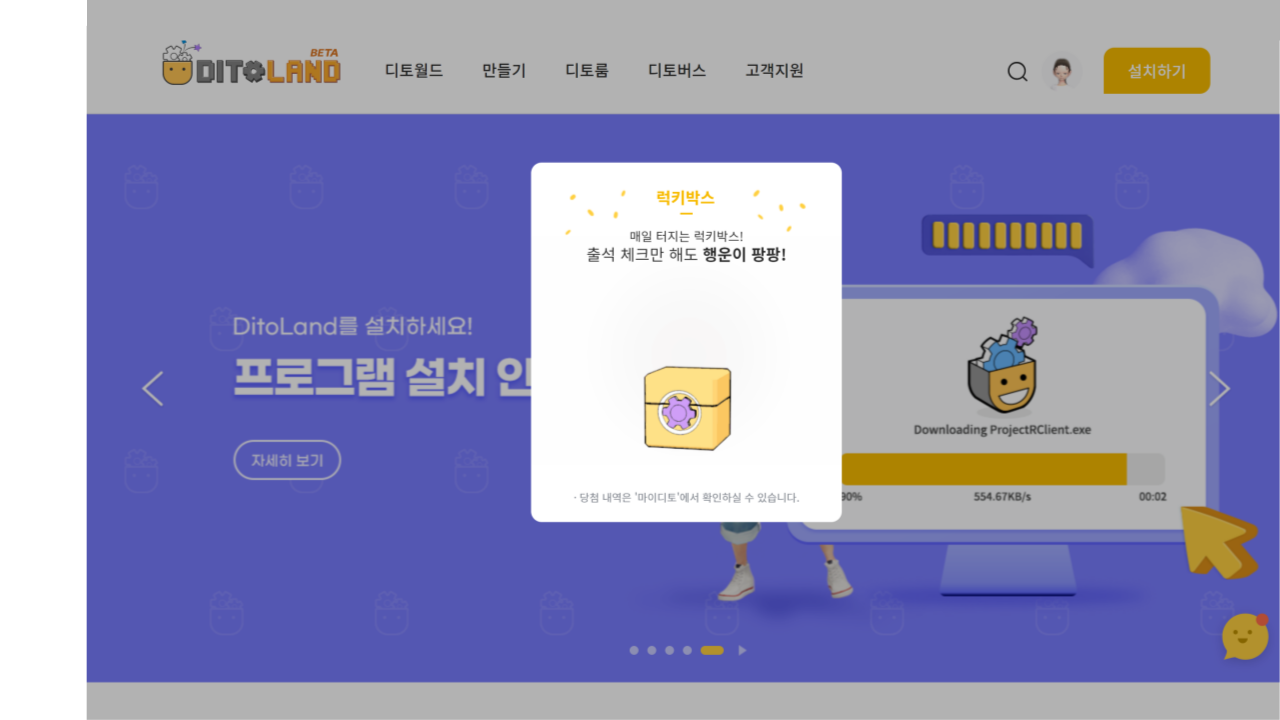 BETA
DITOLAND
디토월드
만들기
디토룸
디토버스
고객지원
설치하기
럭키박스
매일 터지는 럭키박스!
출석 체크만 해도 행운이 팡팡!
· 당첨 내역은 '마이디토'에서 확인하실 수 있습니다.
DitoLand를 설치하세요!
프로그램 설치
자세히 보기
Downloading ProjectRClient.exe
90%
554.67KB/s
00:02